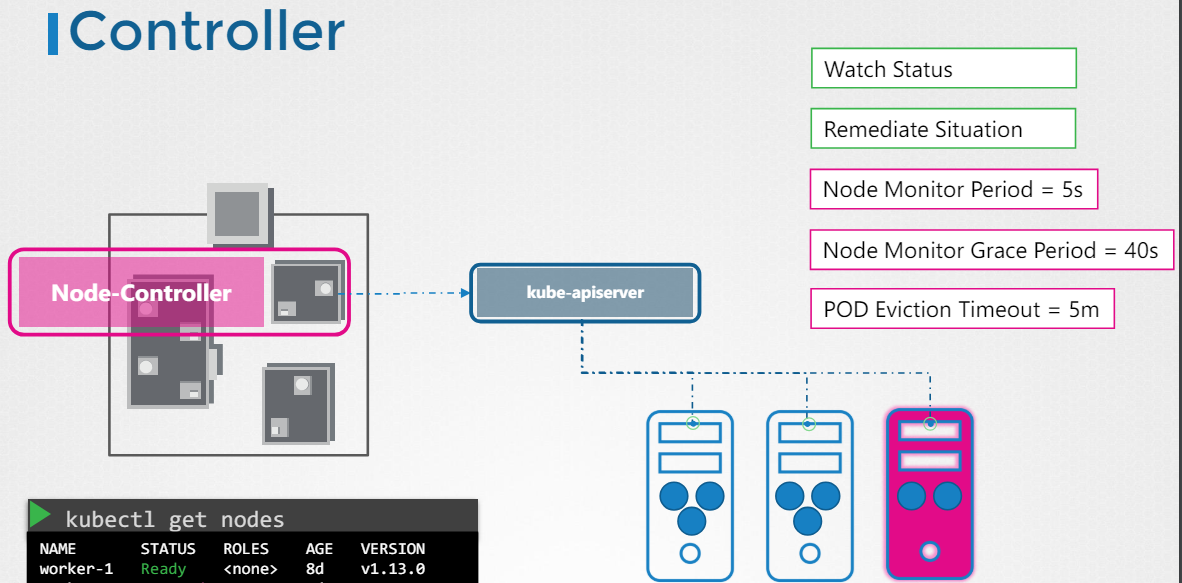 Controller
Watch Status
Remediate Situation
Node Monitor Period = 5s
Node-Controller
kube-apiserver
Node Monitor Grace Period = 40s
POD Eviction Timeout = 5m
kubectl get nodes
NAME STATUS ROLES AGE VERSION
worker-1 Ready <none> 8d v1.13.0